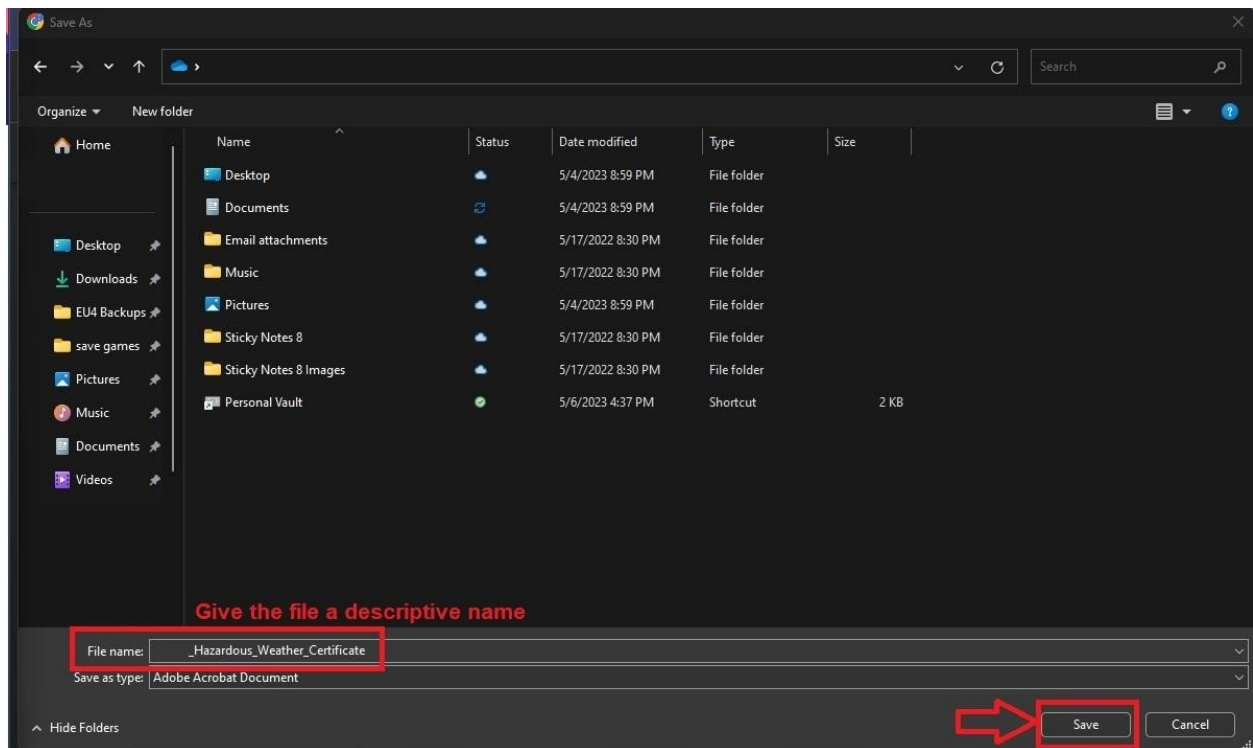 Save As
Search
Organize New folder
Home Name Status Date modified Type Size
Desktop 5/4/2023 8:59 PM File folder
Documents 5/4/2023 8:59 PM File folder
Desktop Email attachments 5/17/2022 8:30 PM File folder
Downloads Music 5/17/2022 8:30 PM File folder
EU4 Backups Pictures 5/4/2023 8:59 PM File folder
save games Sticky Notes 8 5/17/2022 8:30 PM File folder
Pictures Sticky Notes 8 Images 5/17/2022 8:30 PM File folder
Music Personal Vault 5/6/2023 4:37 PM Shortcut 2 KB
Documents
Videos
Give the file a descriptive name
File name: _Hazardous_Weather_Certificate
Save as type: Adobe Acrobat Document
Hide Folders Save Cancel